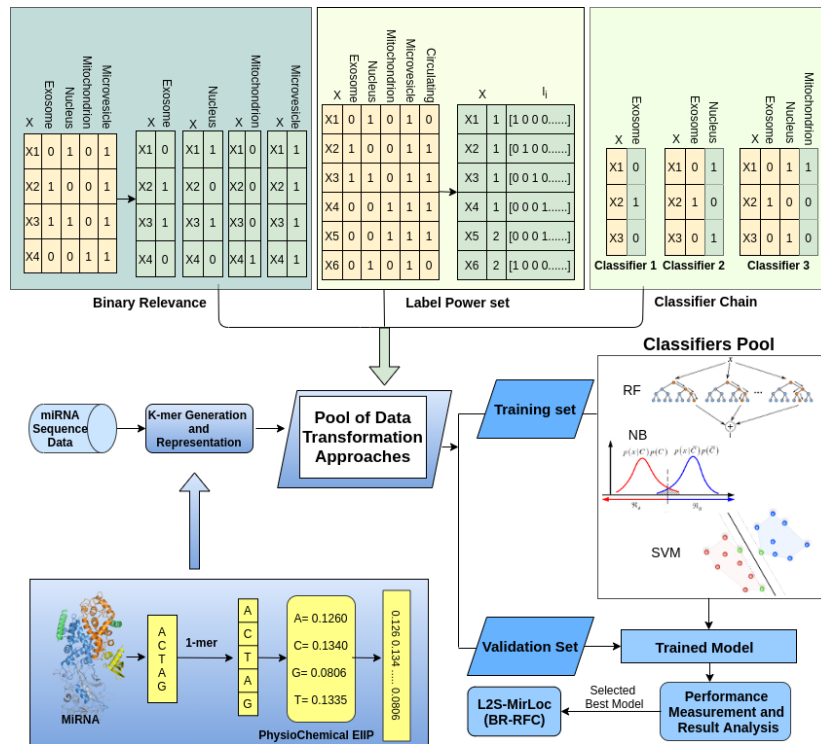 Exosome
Nucleus
Mitochondrion
Microvesicle
X
X1 0 1 0 1
X2 1 0 0 1
X3 1 1 0 1
X4 0 0 1 1
X Exosome
X1 0
X2 1
X3 1
X4 0
Nucleus
X1 1
X2 0
X3 1
X4 0
Mitochondrion
X1 0
X2 0
X3 0
X4 1
Microvesicle
X1 1
X2 1
X3 1
X4 1
Binary Relevance
Exosome
Nucleus
Mitochondrion
Microvesicle
Circulating
X
X1 0 1 0 1 0
X2 1 0 0 1 1
X3 1 1 0 1 1
X4 0 0 1 1 1
X5 0 0 1 1 1
X6 0 1 0 1 0
X li
X1 1 [1 0 0 0......]
X2 1 [0 1 0 0......]
X3 1 [0 0 1 0......]
X4 1 [0 0 0 1......]
X5 2 [0 0 0 1......]
X6 2 [1 0 0 0......]
Label Power set
X Exosome
X1 0
X2 1
X3 0
Classifier 1
X Exosome Nucleus
X1 0 1
X2 1 0
X3 0 1
Classifier 2
X Exosome Nucleus Mitochondrion
X1 0 1 1
X2 1 0 0
X3 0 1 0
Classifier 3
Classifier Chain
miRNA
Sequence
Data
K-mer Generation
and
Representation
Pool of Data
Transformation
Approaches
Training set
Classifiers Pool
RF
x
...
NB
p(x|C)p(C) p(x|C̄)p(C̄)
SVM
MiRNA
A
C
T
A
G
1-mer
A
C
T
A
G
A= 0.1260
C= 0.1340
G= 0.0806
T= 0.1335
0.126 0.134 ..... 0.0806
PhysioChemical EIIP
Validation Set
Trained Model
Performance
Measurement and
Result Analysis
Selected
Best Model
L2S-MirLoc
(BR-RFC)